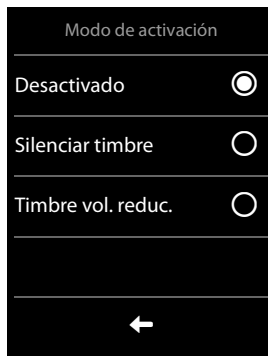 Modo de activación
Desactivado
Silenciar timbre
Timbre vol. reduc.